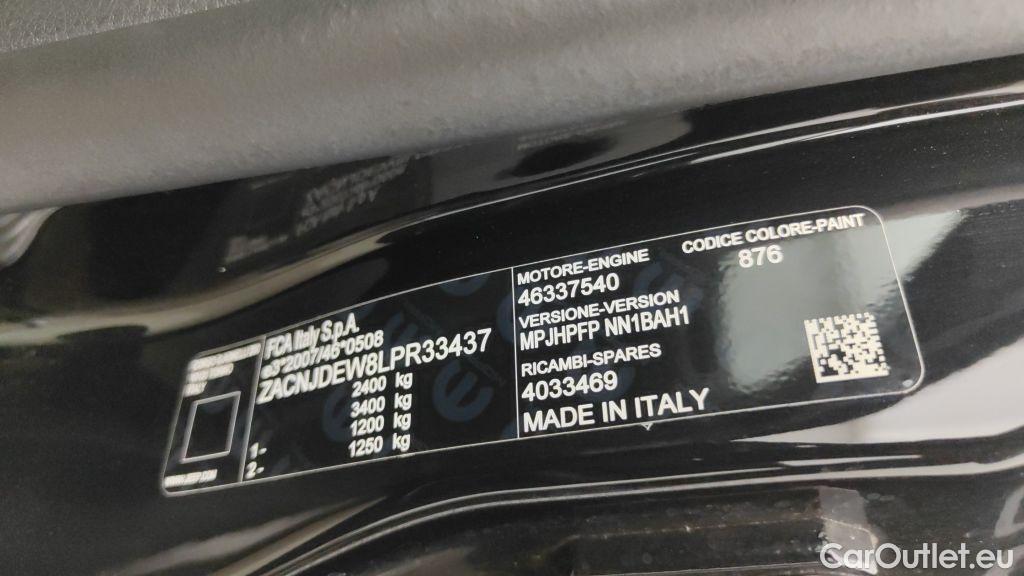 FCA Italy S.p.A.
e3*2007/46*0508
ZACNJDEW8LPR33437
2400 kg
3400 kg
1- 1200 kg
2- 1250 kg
MOTORE-ENGINE
46337540
VERSIONE-VERSION
MPJHPFP NN1BAH1
RICAMBI-SPARES
4033469
MADE IN ITALY
CODICE COLORE-PAINT
876
CarOutlet.eu